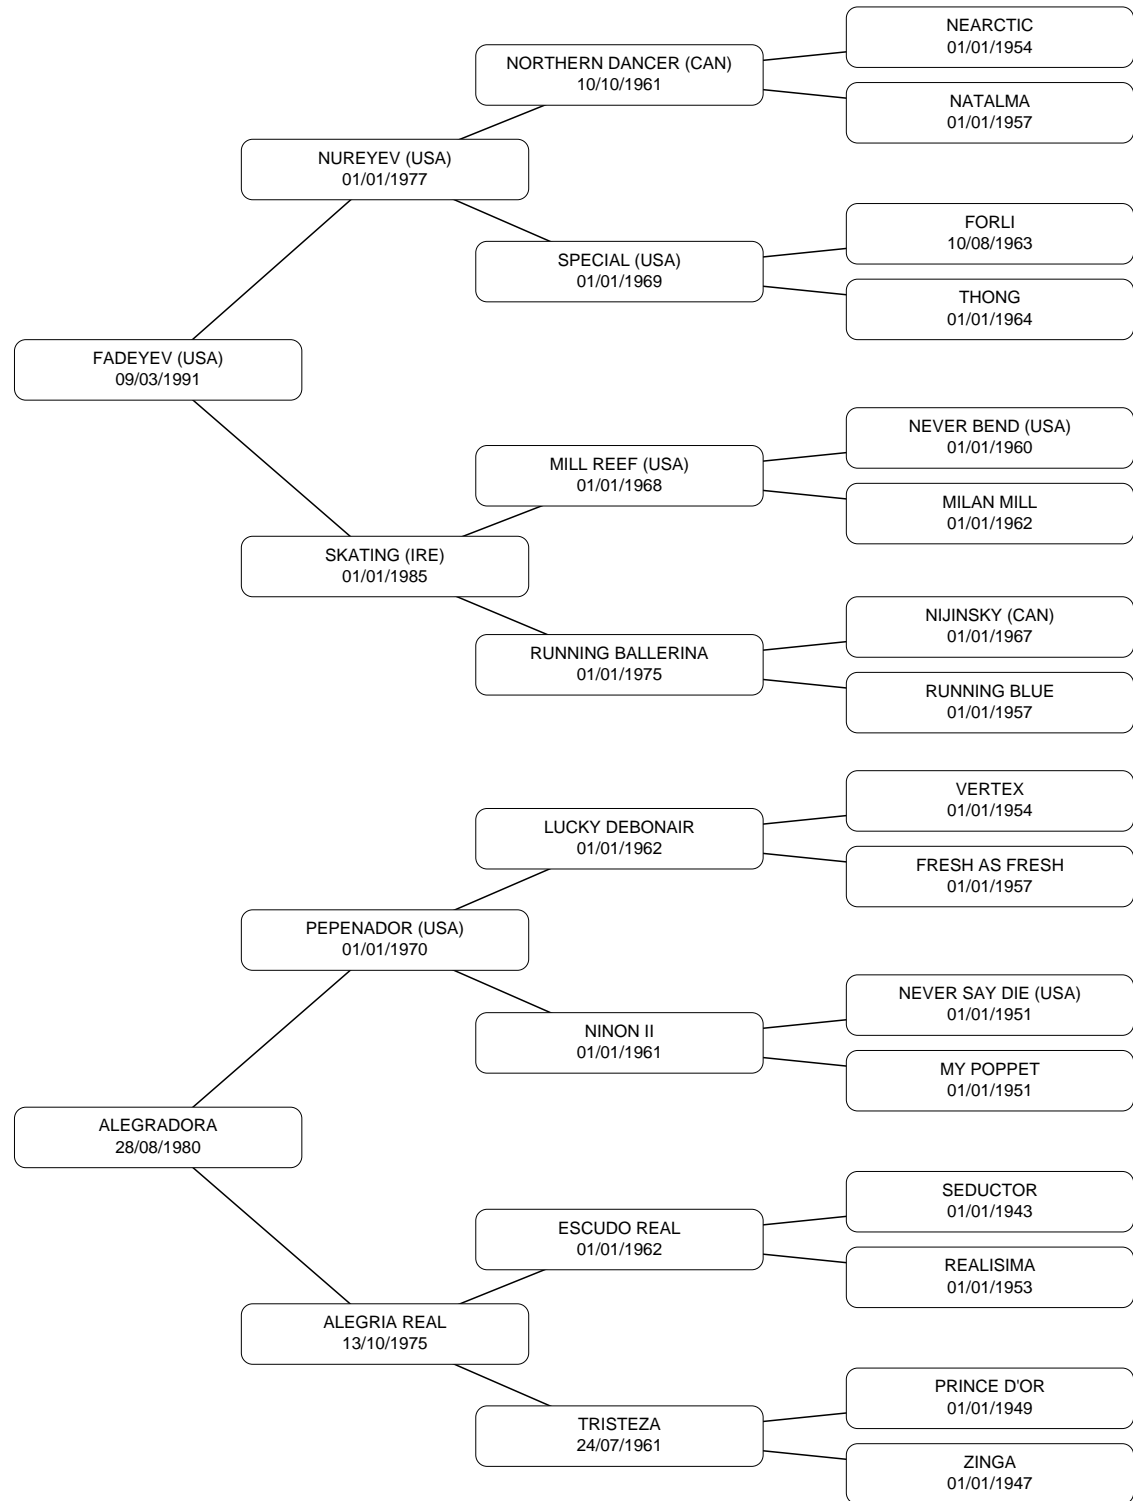 NEARCTIC
01/01/1954
NORTHERN DANCER (CAN)
10/10/1961
NATALMA
01/01/1957
NUREYEV (USA)
01/01/1977
FORLI
10/08/1963
SPECIAL (USA)
01/01/1969
THONG
01/01/1964
FADEYEV (USA)
09/03/1991
NEVER BEND (USA)
01/01/1960
MILL REEF (USA)
01/01/1968
MILAN MILL
01/01/1962
SKATING (IRE)
01/01/1985
NIJINSKY (CAN)
01/01/1967
RUNNING BALLERINA
01/01/1975
RUNNING BLUE
01/01/1957
VERTEX
01/01/1954
LUCKY DEBONAIR
01/01/1962
FRESH AS FRESH
01/01/1957
PEPENADOR (USA)
01/01/1970
NEVER SAY DIE (USA)
01/01/1951
NINON II
01/01/1961
MY POPPET
01/01/1951
ALEGRADORA
28/08/1980
SEDUCTOR
01/01/1943
ESCUDO REAL
01/01/1962
REALISIMA
01/01/1953
ALEGRIA REAL
13/10/1975
PRINCE D'OR
01/01/1949
TRISTEZA
24/07/1961
ZINGA
01/01/1947